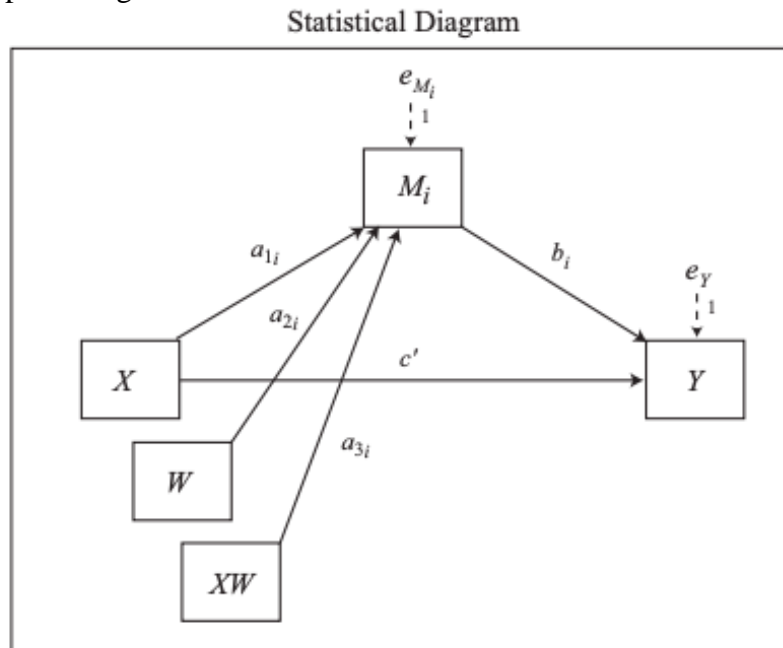 Statistical Diagram
e_{M_i}
1
M_i
a_{1i}
b_i
e_Y
a_{2i}
1
X
c'
Y
a_{3i}
W
XW